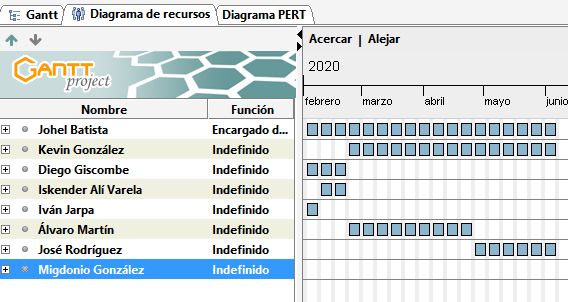 Gantt Diagrama de recursos Diagrama PERT
Acercar | Alejar
GANTT
project
2020
febrero marzo abril mayo junio
Nombre Función
Johel Batista Encargado d...
Kevin González Indefinido
Diego Giscombe Indefinido
Iskender Alí Varela Indefinido
Iván Jarpa Indefinido
Álvaro Martín Indefinido
José Rodríguez Indefinido
Migdonio González Indefinido